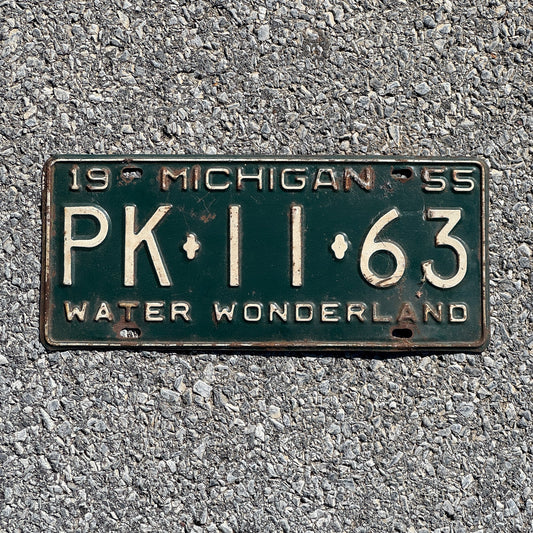 19 MICHIGAN 55
PK·11·63
WATER WONDERLAND